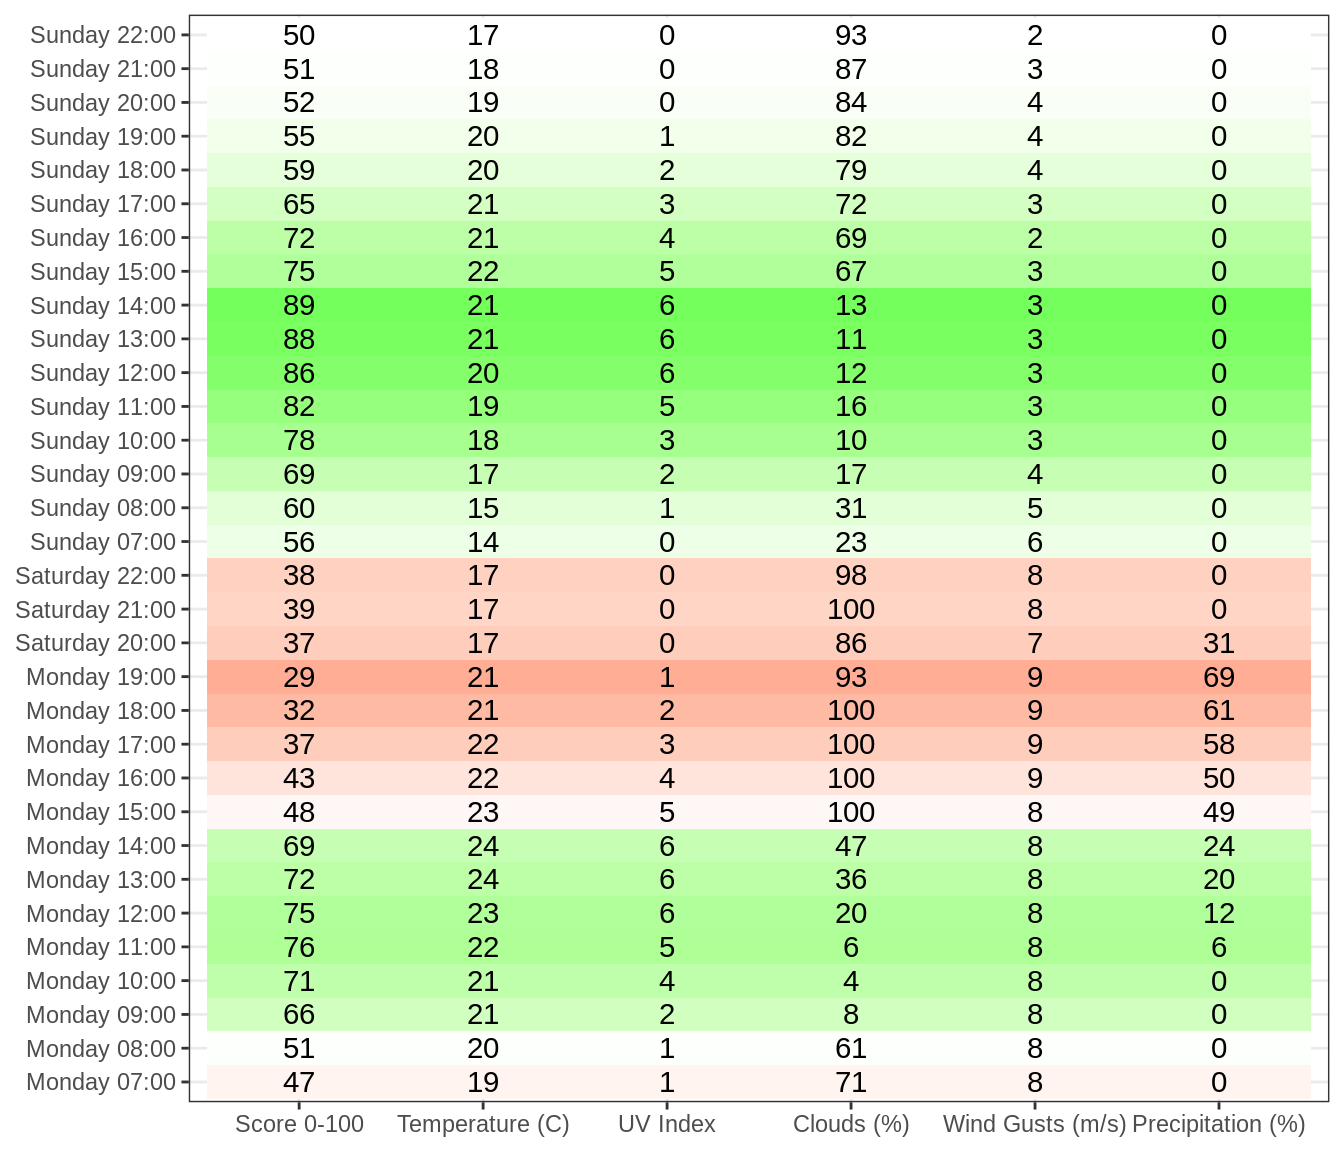 Sunday 22:00 50 17 0 93 2 0
Sunday 21:00 51 18 0 87 3 0
Sunday 20:00 52 19 0 84 4 0
Sunday 19:00 55 20 1 82 4 0
Sunday 18:00 59 20 2 79 4 0
Sunday 17:00 65 21 3 72 3 0
Sunday 16:00 72 21 4 69 2 0
Sunday 15:00 75 22 5 67 3 0
Sunday 14:00 89 21 6 13 3 0
Sunday 13:00 88 21 6 11 3 0
Sunday 12:00 86 20 6 12 3 0
Sunday 11:00 82 19 5 16 3 0
Sunday 10:00 78 18 3 10 3 0
Sunday 09:00 69 17 2 17 4 0
Sunday 08:00 60 15 1 31 5 0
Sunday 07:00 56 14 0 23 6 0
Saturday 22:00 38 17 0 98 8 0
Saturday 21:00 39 17 0 100 8 0
Saturday 20:00 37 17 0 86 7 31
Monday 19:00 29 21 1 93 9 69
Monday 18:00 32 21 2 100 9 61
Monday 17:00 37 22 3 100 9 58
Monday 16:00 43 22 4 100 9 50
Monday 15:00 48 23 5 100 8 49
Monday 14:00 69 24 6 47 8 24
Monday 13:00 72 24 6 36 8 20
Monday 12:00 75 23 6 20 8 12
Monday 11:00 76 22 5 6 8 6
Monday 10:00 71 21 4 4 8 0
Monday 09:00 66 21 2 8 8 0
Monday 08:00 51 20 1 61 8 0
Monday 07:00 47 19 1 71 8 0
Score 0-100 Temperature (C) UV Index Clouds (%) Wind Gusts (m/s) Precipitation (%)